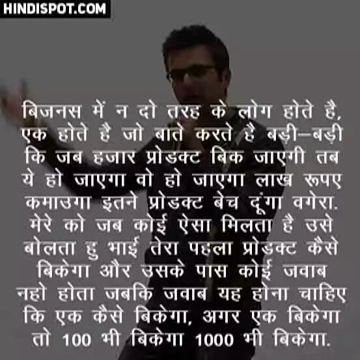 HINDISPOT.COM
बिजनस में न दो तरह के लोग होते है,
एक होते है जो बाते करते है बड़ी–बड़ी
कि जब हजार प्रोडक्ट बिक जाएगी तब
ये हो जाएगा वो हो जाएगा लाख रूपए
कमाउगा इतने प्रोडक्ट बेच दूंगा वगेरा.
मेरे को जब कोई ऐसा मिलता है उसे
बोलता हु भाई तेरा पहला प्रोडक्ट कैसे
बिकेगा और उसके पास कोई जवाब
नहो होता जबकि जवाब यह होना चाहिए
कि एक कैसे बिकेगा, अगर एक बिकेगा
तो 100 भी बिकेगा 1000 भी बिकेगा.